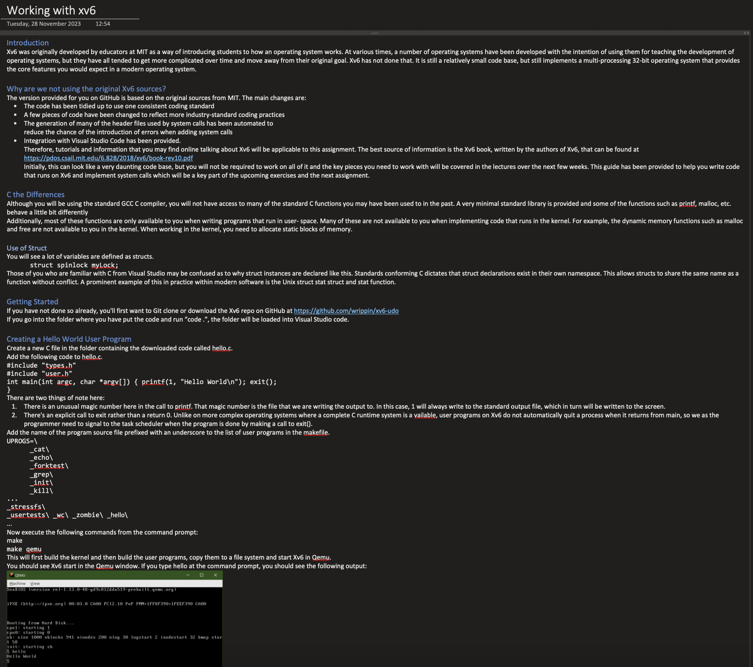 Working with xv6
Tuesday, 28 November 2023 12:54
Introduction
Xv6 was originally developed by educators at MIT as a way of introducing students to how an operating system works. At various times, a number of operating systems have been developed with the intention of using them for teaching the development of
operating systems, but they have all tended to get more complicated over time and move away from their original goal. Xv6 has not done that. It is still a relatively small code base, but still implements a multi-processing 32-bit operating system that provides
the core features you would expect in a modern operating system.
Why are we not using the original Xv6 sources?
The version provided for you on GitHub is based on the original sources from MIT. The main changes are:
• The code has been tidied up to use one consistent coding standard
• A few pieces of code have been changed to reflect more industry-standard coding practices
• The generation of many of the header files used by system calls has been automated to
reduce the chance of the introduction of errors when adding system calls
• Integration with Visual Studio Code has been provided.
Therefore, tutorials and information that you may find online talking about Xv6 will be applicable to this assignment. The best source of information is the Xv6 book, written by the authors of Xv6, that can be found at
https://pdos.csail.mit.edu/6.828/2018/xv6/book-rev10.pdf
Initially, this can look like a very daunting code base, but you will not be required to work on all of it and the key pieces you need to work with will be covered in the lectures over the next few weeks. This guide has been provided to help you write code
that runs on Xv6 and implement system calls which will be a key part of the upcoming exercises and the next assignment.
C the Differences
Although you will be using the standard GCC C compiler, you will not have access to many of the standard C functions you may have been used to in the past. A very minimal standard library is provided and some of the functions such as printf, malloc, etc.
behave a little bit differently
Additionally, most of these functions are only available to you when writing programs that run in user- space. Many of these are not available to you when implementing code that runs in the kernel. For example, the dynamic memory functions such as malloc
and free are not available to you in the kernel. When working in the kernel, you need to allocate static blocks of memory.
Use of Struct
You will see a lot of variables are defined as structs.
struct spinlock myLock;
Those of you who are familiar with C from Visual Studio may be confused as to why struct instances are declared like this. Standards conforming C dictates that struct declarations exist in their own namespace. This allows structs to share the same name as a
function without conflict. A prominent example of this in practice within modern software is the Unix struct stat struct and stat function.
Getting Started
If you have not done so already, you'll first want to Git clone or download the Xv6 repo on GitHub at https://github.com/wrippin/xv6-udo
If you go into the folder where you have put the code and run "code .", the folder will be loaded into Visual Studio code.
Creating a Hello World User Program
Create a new C file in the folder containing the downloaded code called hello.c.
Add the following code to hello.c.
#include "types.h"
#include "user.h"
int main(int argc, char *argv[]) { printf(1, "Hello World\n"); exit();
}
There are two things of note here:
1. There is an unusual magic number here in the call to printf. That magic number is the file that we are writing the output to. In this case, 1 will always write to the standard output file, which in turn will be written to the screen.
2. There's an explicit call to exit rather than a return 0. Unlike on more complex operating systems where a complete C runtime system is a vailable, user programs on Xv6 do not automatically quit a process when it returns from main, so we as the
programmer need to signal to the task scheduler when the program is done by making a call to exit().
Add the name of the program source file prefixed with an underscore to the list of user programs in the makefile.
UPROGS=\
_cat\
_echo\
_forktest\
_grep\
_init\
_kill\
...
_stressfs\
_usertests\ _wc\ _zombie\ _hello\
…
Now execute the following commands from the command prompt:
make
make qemu
This will first build the kernel and then build the user programs, copy them to a file system and start Xv6 in Qemu.
You should see Xv6 start in the Qemu window. If you type hello at the command prompt, you should see the following output:
QEMU
Machine View
Booting from Hard Disk...
cpu1: starting 1
cpu0: starting 0
init: starting sh
$ hello
Hello World
$